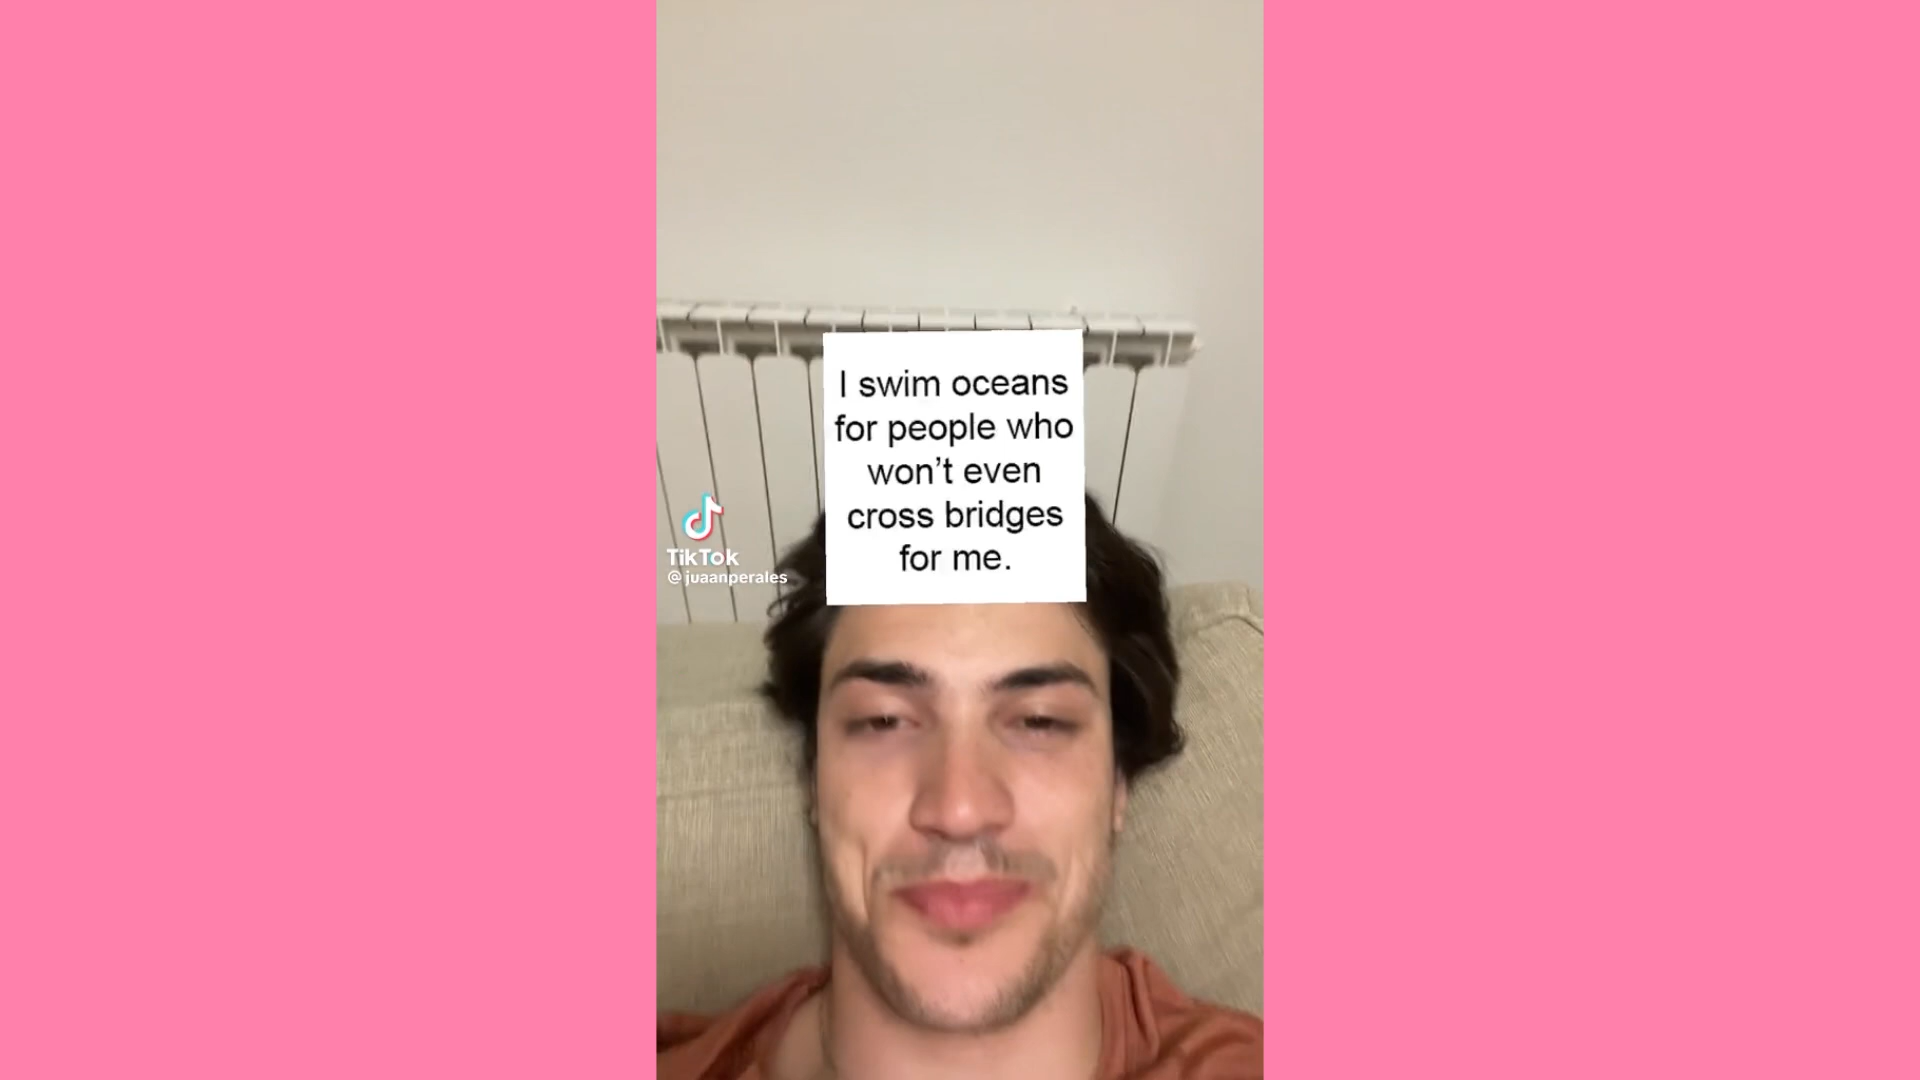 I swim oceans
for people who
won't even
cross bridges
for me.
TikTok
@juaanperales